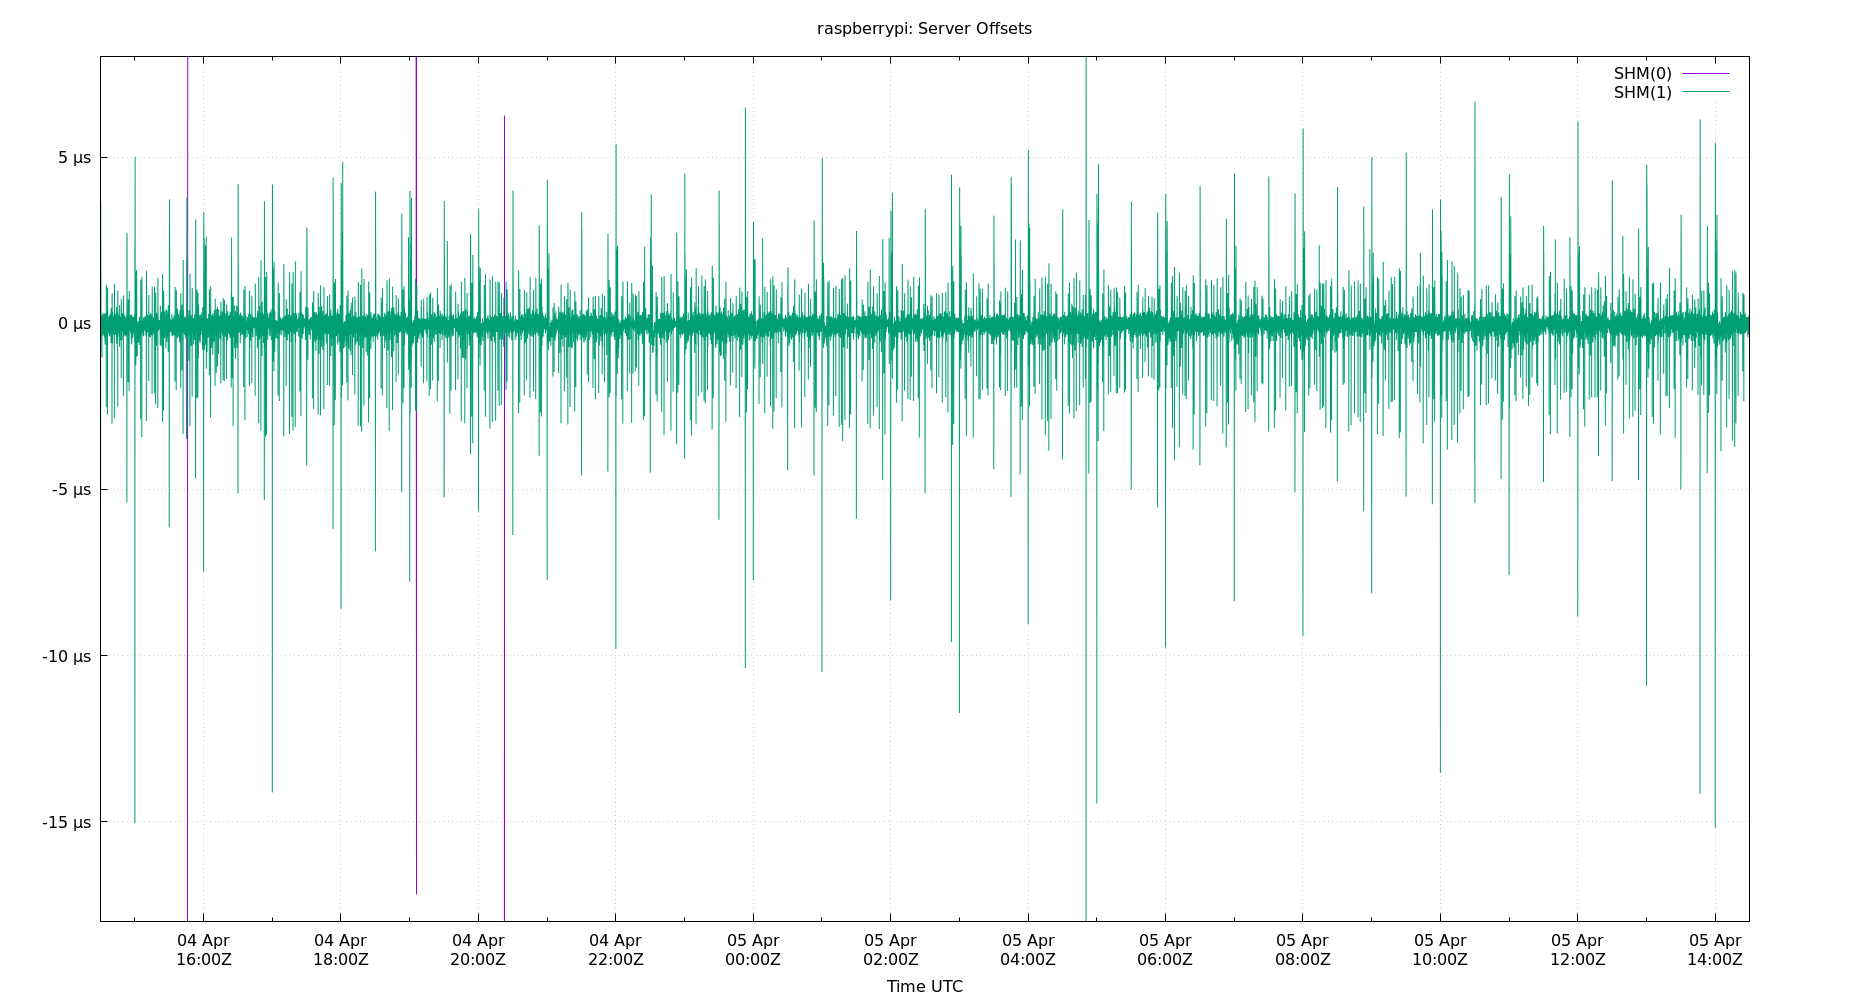 raspberrypi: Server Offsets
SHM(0)
SHM(1)
5 µs
0 µs
-5 µs
-10 µs
-15 µs
04 Apr 04 Apr 04 Apr 04 Apr 05 Apr 05 Apr 05 Apr 05 Apr 05 Apr 05 Apr 05 Apr 05 Apr
16:00Z 18:00Z 20:00Z 22:00Z 00:00Z 02:00Z 04:00Z 06:00Z 08:00Z 10:00Z 12:00Z 14:00Z
Time UTC